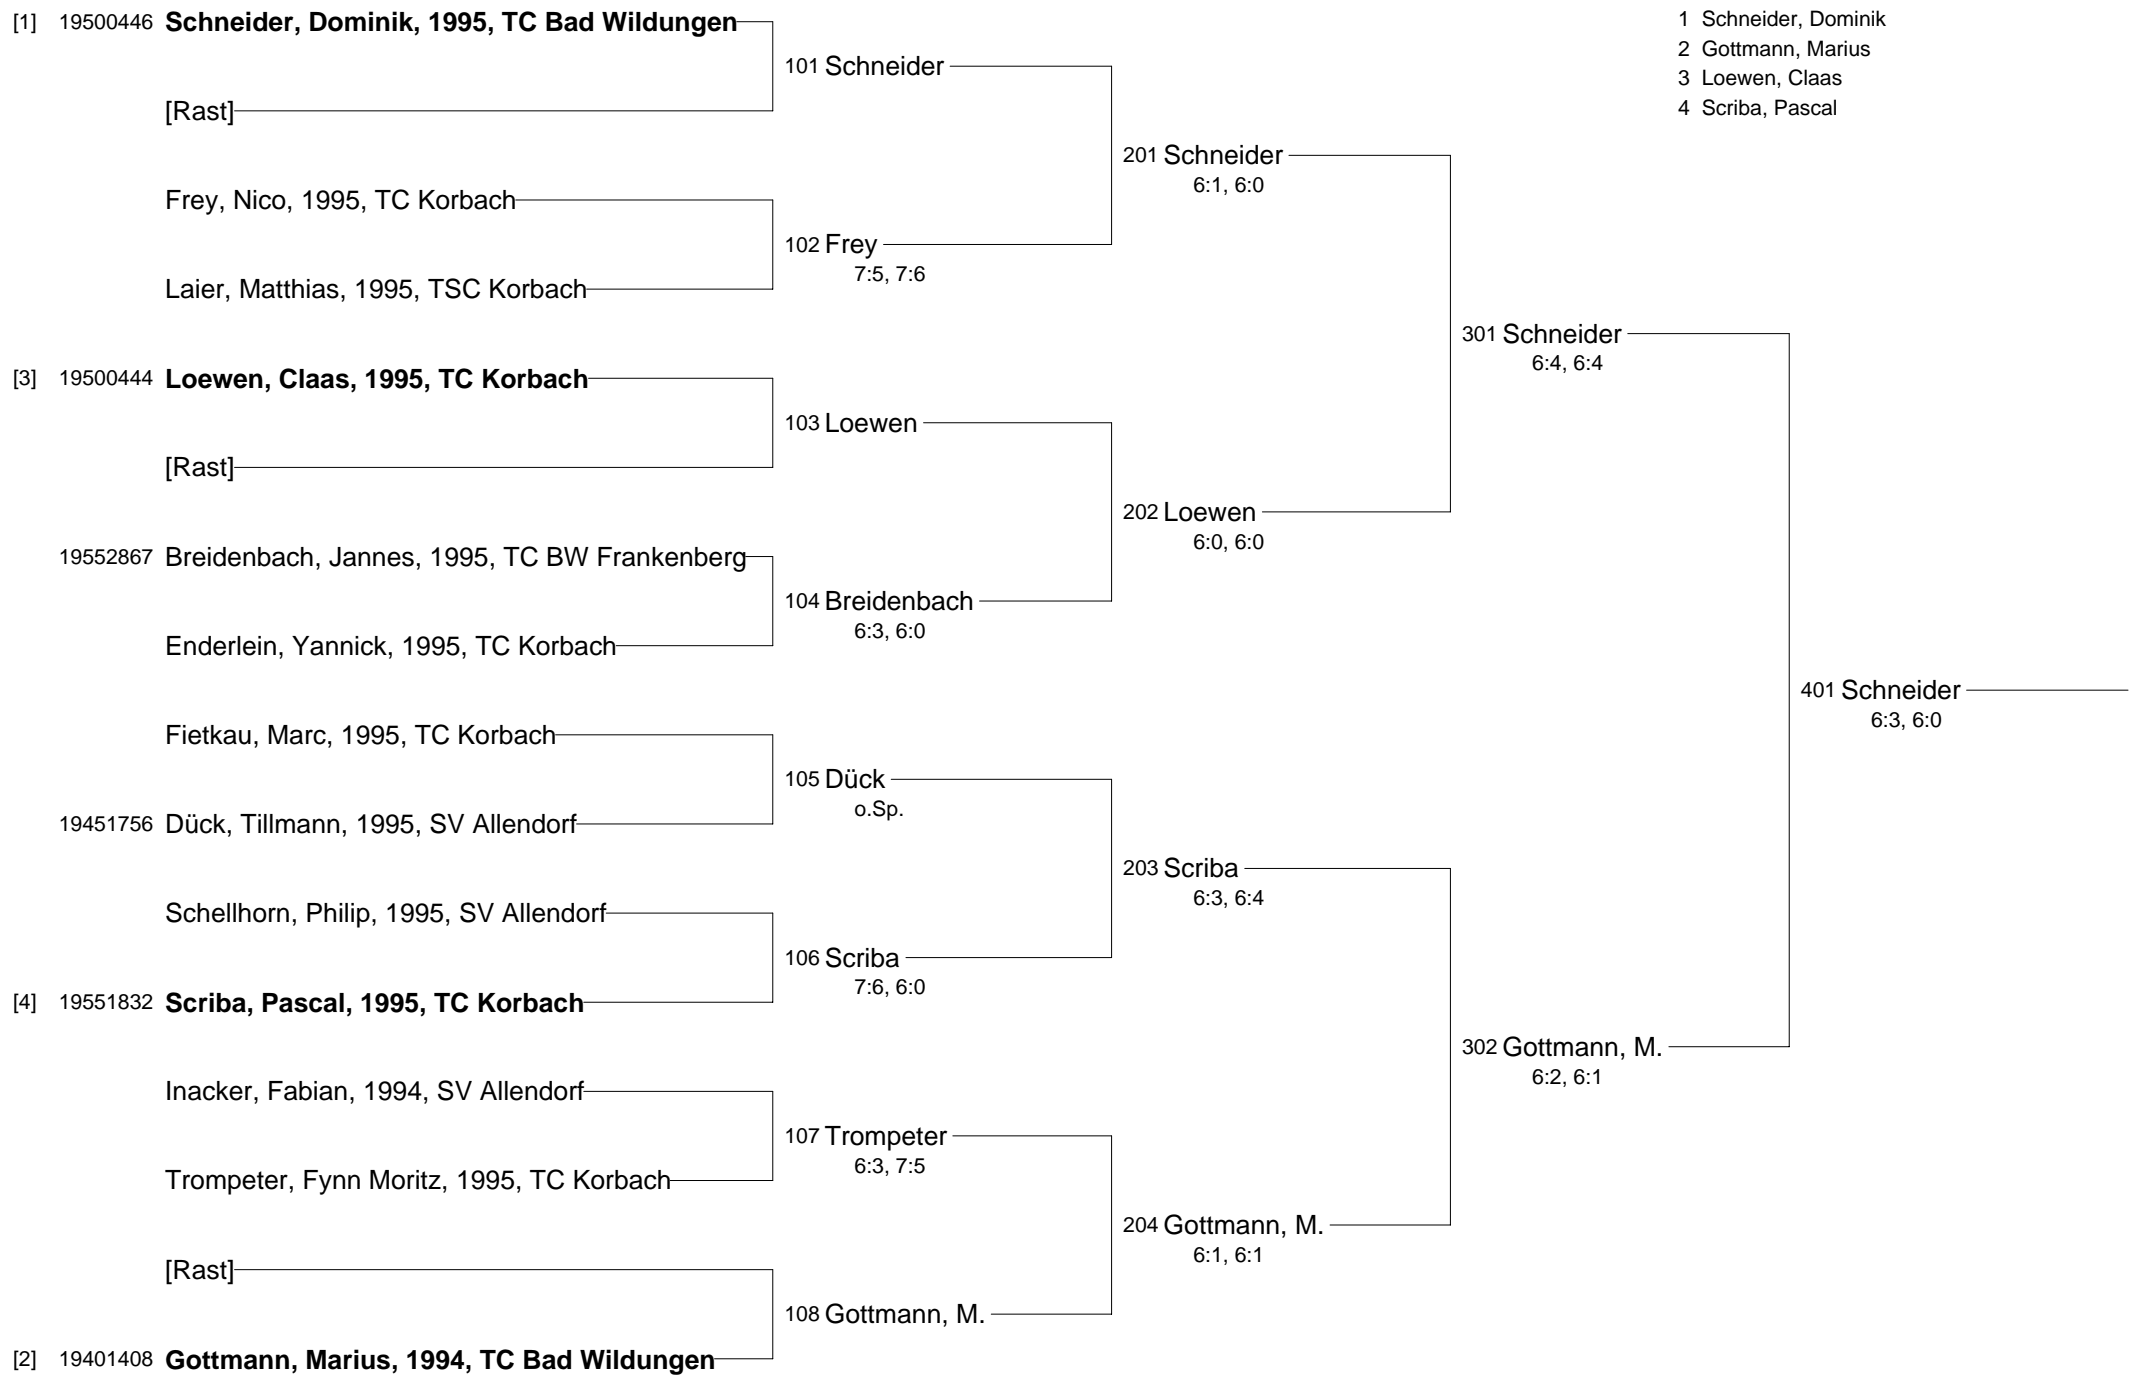 [1] 19500446 Schneider, Dominik, 1995, TC Bad Wildungen
[Rast]
Frey, Nico, 1995, TC Korbach
Laier, Matthias, 1995, TSC Korbach
[3] 19500444 Loewen, Claas, 1995, TC Korbach
[Rast]
19552867 Breidenbach, Jannes, 1995, TC BW Frankenberg
Enderlein, Yannick, 1995, TC Korbach
Fietkau, Marc, 1995, TC Korbach
19451756 Dück, Tillmann, 1995, SV Allendorf
Schellhorn, Philip, 1995, SV Allendorf
[4] 19551832 Scriba, Pascal, 1995, TC Korbach
Inacker, Fabian, 1994, SV Allendorf
Trompeter, Fynn Moritz, 1995, TC Korbach
[Rast]
[2] 19401408 Gottmann, Marius, 1994, TC Bad Wildungen
101 Schneider
102 Frey
7:5, 7:6
103 Loewen
104 Breidenbach
6:3, 6:0
105 Dück
o.Sp.
106 Scriba
7:6, 6:0
107 Trompeter
6:3, 7:5
108 Gottmann, M.
201 Schneider
6:1, 6:0
202 Loewen
6:0, 6:0
203 Scriba
6:3, 6:4
204 Gottmann, M.
6:1, 6:1
301 Schneider
6:4, 6:4
302 Gottmann, M.
6:2, 6:1
401 Schneider
6:3, 6:0
1 Schneider, Dominik
2 Gottmann, Marius
3 Loewen, Claas
4 Scriba, Pascal